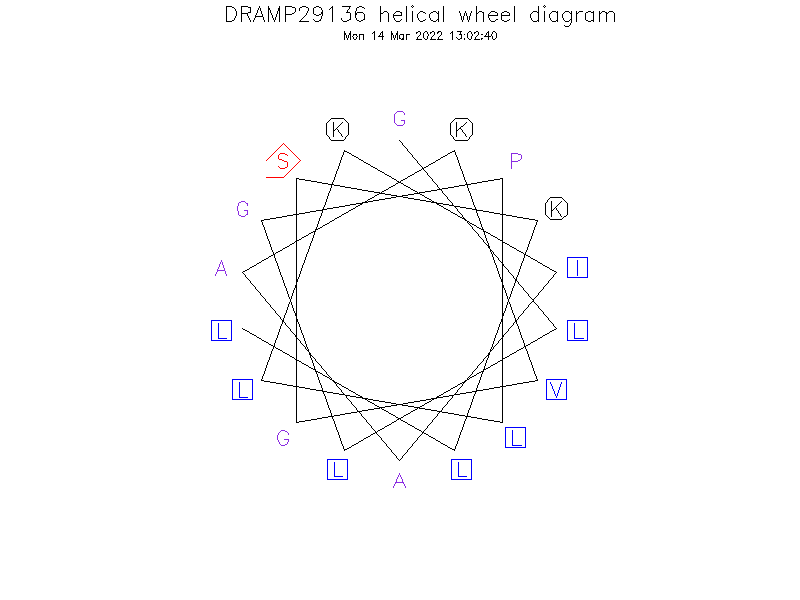 DRAMP29136 helical wheel diagram
Mon 14 Mar 2022 13:02:40
G
K K
S P
G K
A I
L L
L V
G L
L L
A